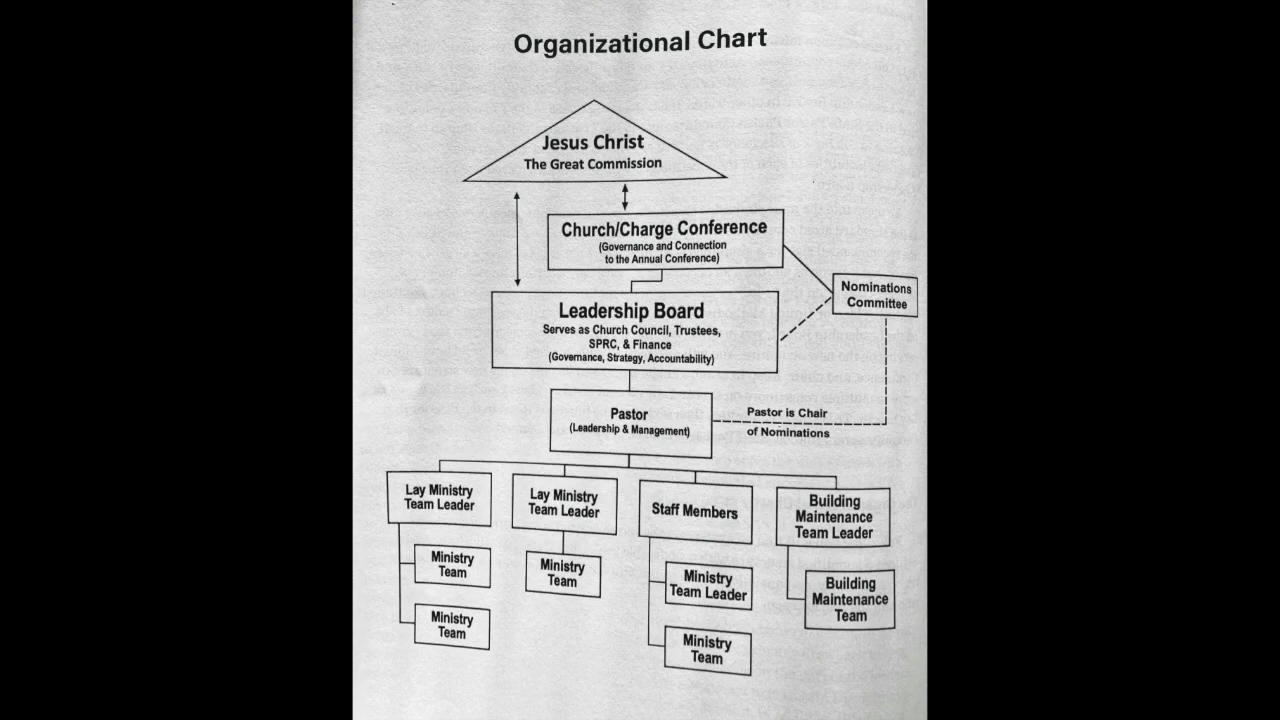 Organizational Chart
Jesus Christ
The Great Commission
Church/Charge Conference
(Governance and Connection
to the Annual Conference)
Nominations
Committee
Leadership Board
Serves as Church Council, Trustees,
SPRC, & Finance
(Governance, Strategy, Accountability)
Pastor
(Leadership & Management)
Pastor is Chair
of Nominations
Lay Ministry
Team Leader
Lay Ministry
Team Leader
Staff Members
Building
Maintenance
Team Leader
Ministry
Team
Ministry
Team
Ministry
Team Leader
Building
Maintenance
Team
Ministry
Team
Ministry
Team